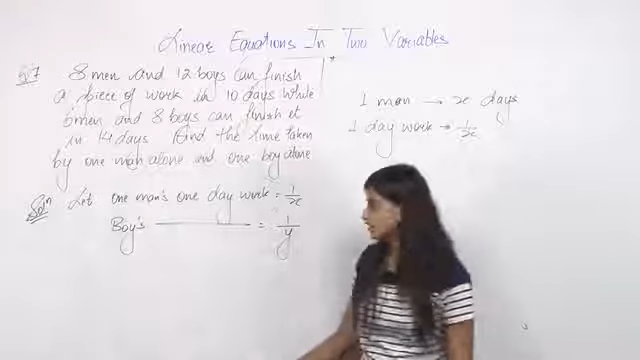 Linear Equations In Two Variables
Q.7 8 men and 12 boys can finish
a piece of work in 10 days while
6 men and 8 boys can finish it
in 14 days. Find the time taken
by one man alone and one boy alone
Soln Let one man's one day work = 1/x
Boy's ——— = 1/y
1 man → x days
1 day work → 1/x